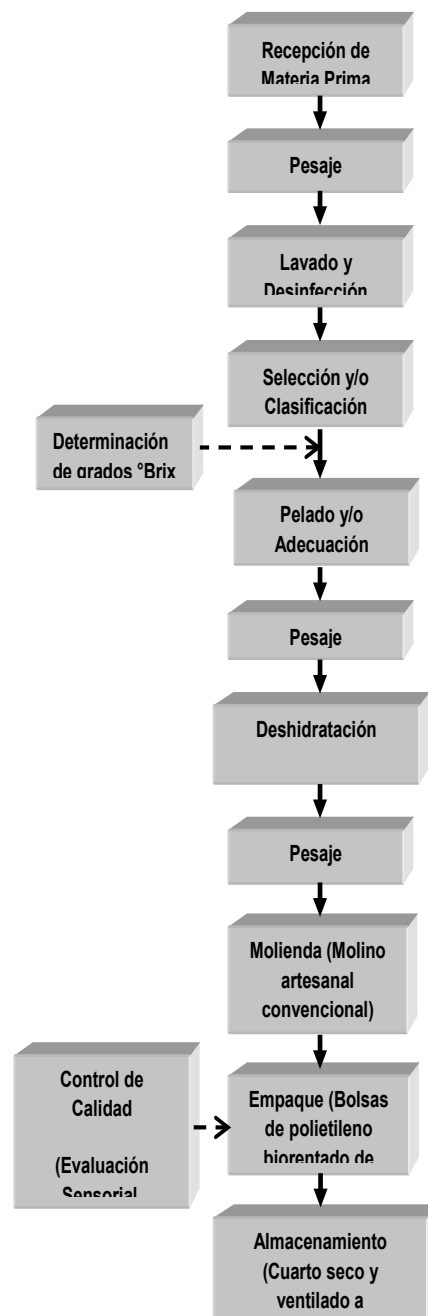 Recepción de
Materia Prima
Pesaje
Lavado y
Desinfección
Selección y/o
Clasificación
Determinación
de grados °Brix
Pelado y/o
Adecuación
Pesaje
Deshidratación
Pesaje
Molienda (Molino
artesanal
convencional)
Control de
Calidad
(Evaluación
Sensorial
Empaque (Bolsas
de polietileno
biorentado de
Almacenamiento
(Cuarto seco y
ventilado a